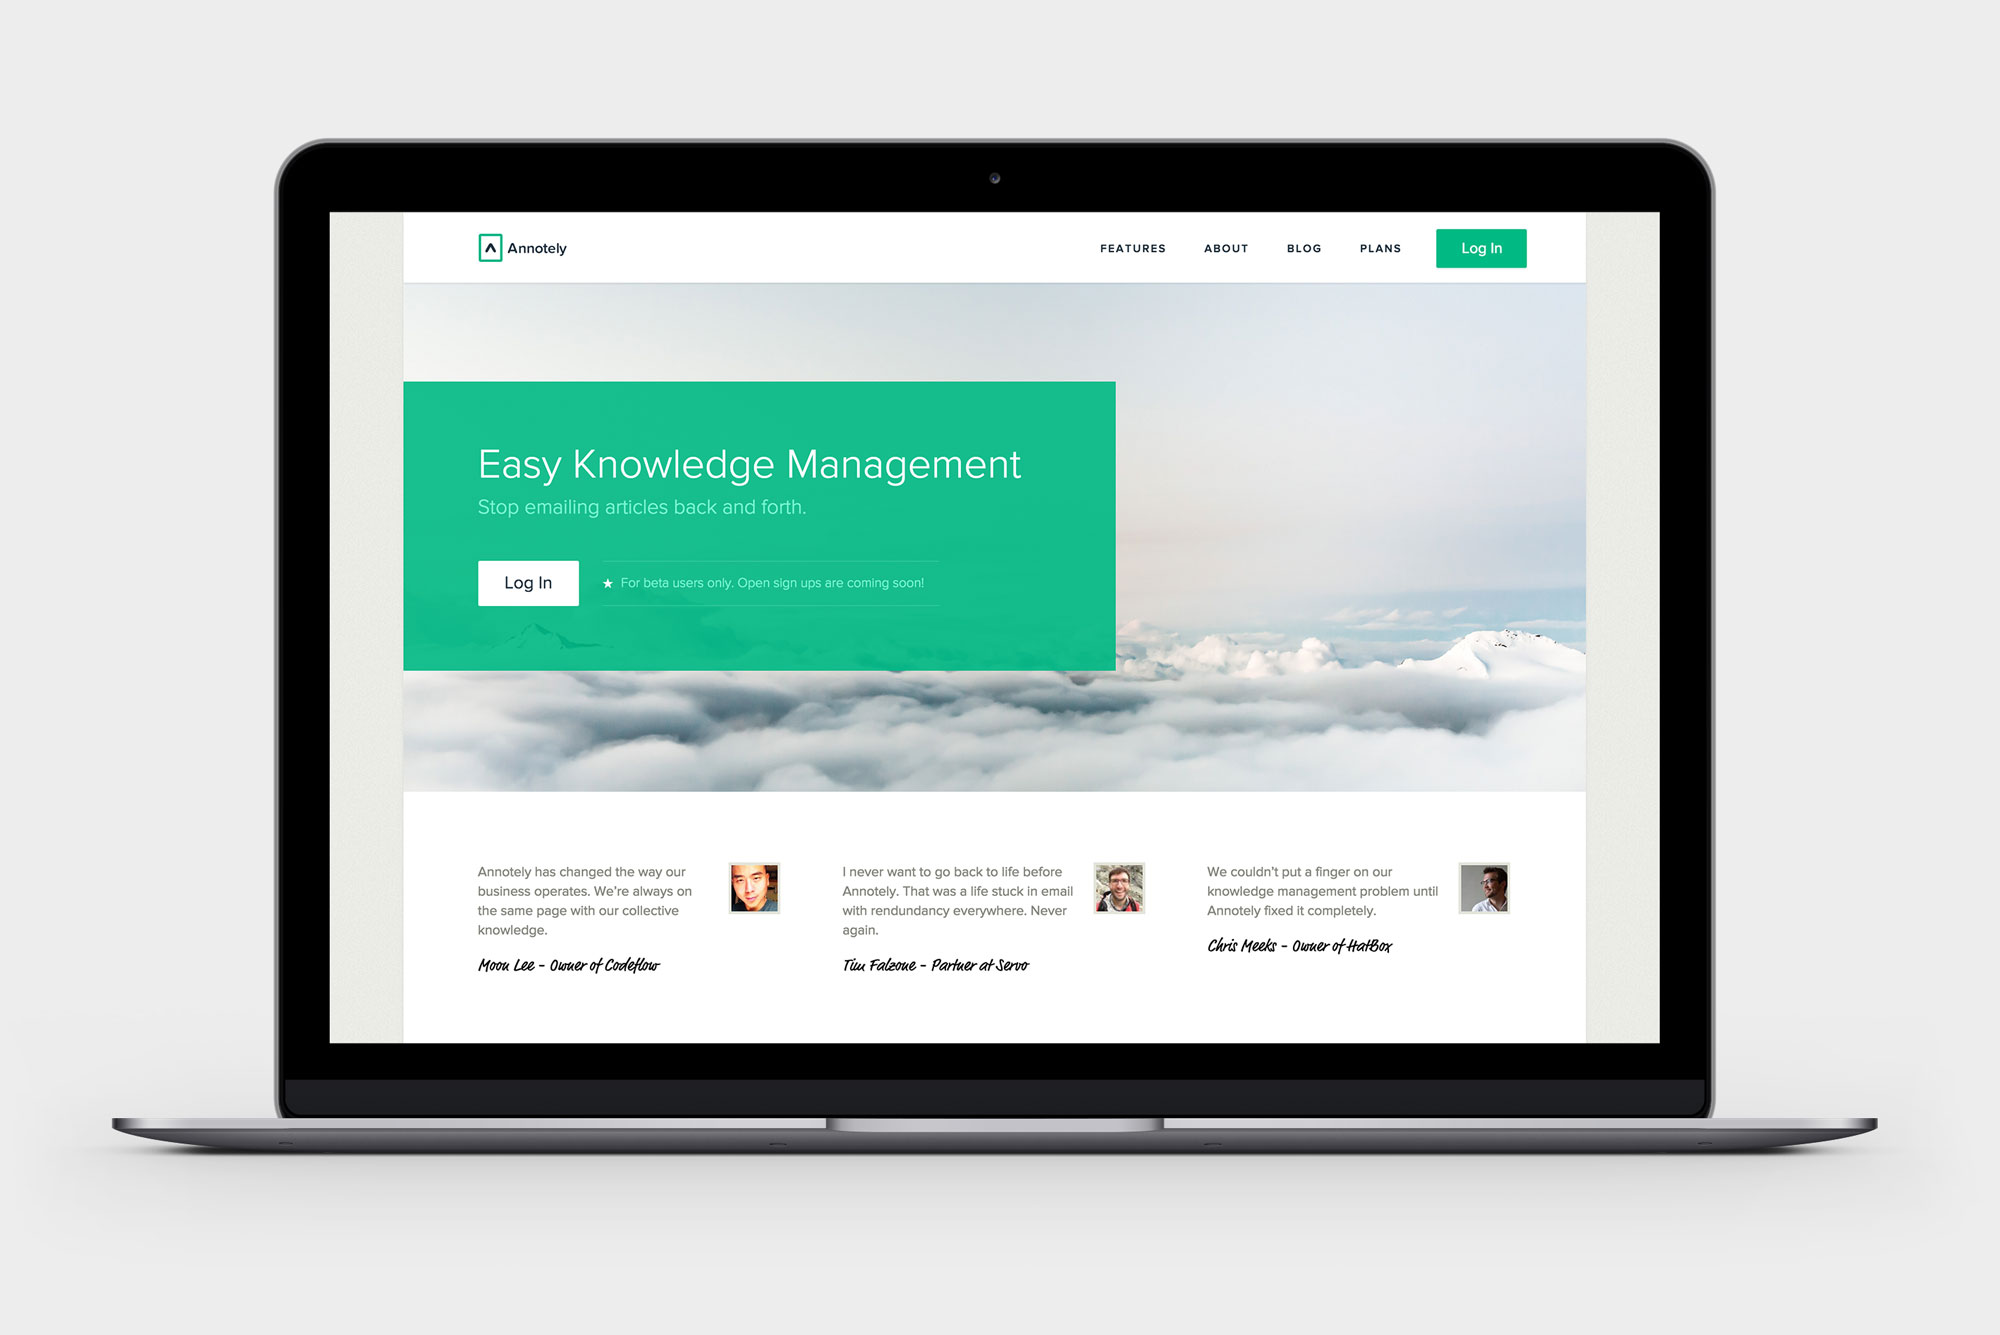 Annotely
FEATURES ABOUT BLOG PLANS Log In
Easy Knowledge Management
Stop emailing articles back and forth.
Log In ★ For beta users only. Open sign ups are coming soon!
Annotely has changed the way our
business operates. We're always on
the same page with our collective
knowledge.
Moon Lee - Owner of Codeflow
I never want to go back to life before
Annotely. That was a life stuck in email
with rendundancy everywhere. Never
again.
Tim Falzone - Partner at Servo
We couldn't put a finger on our
knowledge management problem until
Annotely fixed it completely.
Chris Meeks - Owner of HatBox